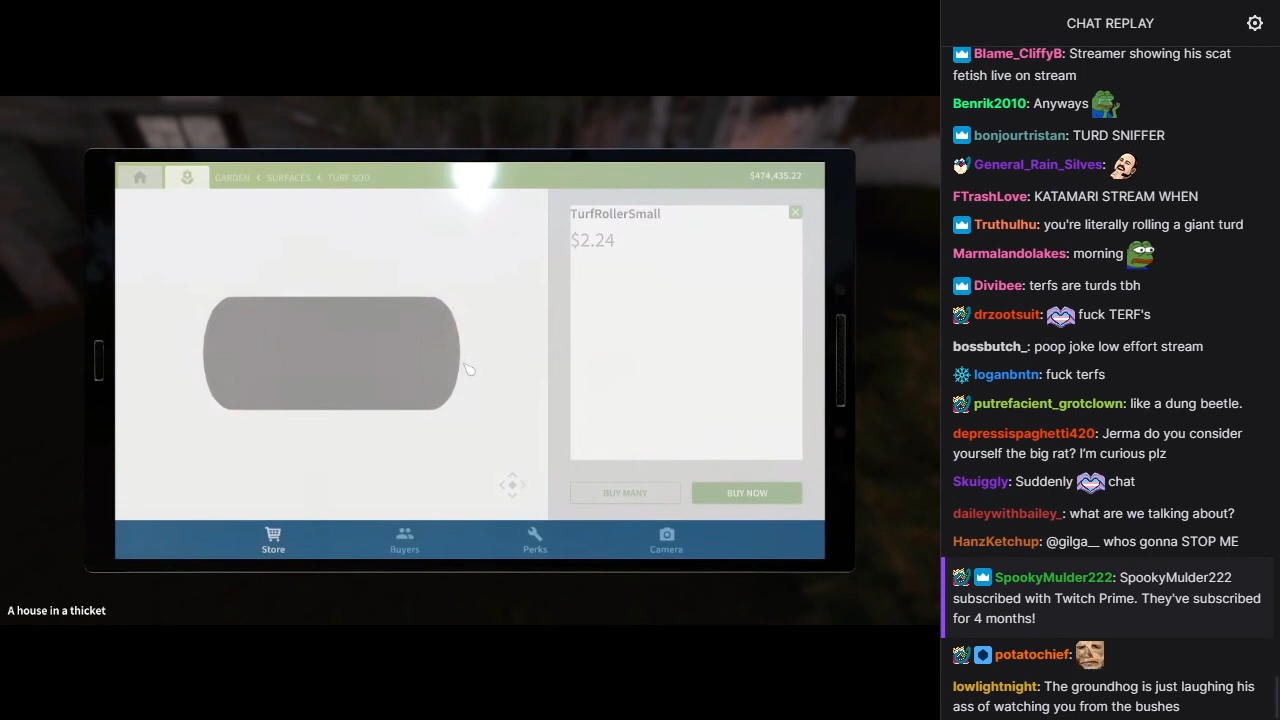 GARDEN < SURFACES < TURF SOD
$474,435.22
TurfRollerSmall
$2.24
BUY MANY
BUY NOW
Store
Buyers
Perks
Camera
A house in a thicket
CHAT REPLAY
Blame_CliffyB: Streamer showing his scat
fetish live on stream
Benrik2010: Anyways
bonjourtristan: TURD SNIFFER
General_Rain_Silves:
FTrashLove: KATAMARI STREAM WHEN
Truthulhu: you're literally rolling a giant turd
Marmalandolakes: morning
Divibee: terfs are turds tbh
drzootsuit: fuck TERF's
bossbutch_: poop joke low effort stream
loganbntn: fuck terfs
putrefacient_grotclown: like a dung beetle.
depressispaghetti420: Jerma do you consider
yourself the big rat? I'm curious plz
Skuiggly: Suddenly chat
daileywithbailey_: what are we talking about?
HanzKetchup: @gilga__ whos gonna STOP ME
SpookyMulder222: SpookyMulder222
subscribed with Twitch Prime. They've subscribed
for 4 months!
potatochief:
lowlightnight: The groundhog is just laughing his
ass of watching you from the bushes